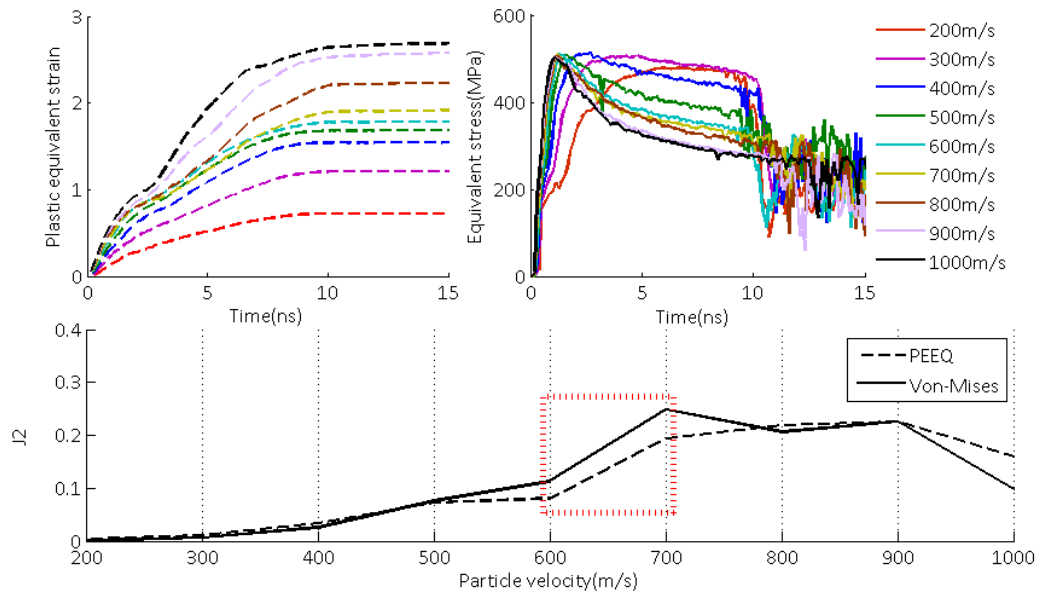 Plastic equivalent strain
3
2
1
0
0
5
10
15
Time(ns)
Equivalent stress(MPa)
600
400
200
0
0
5
10
15
Time(ns)
200m/s
300m/s
400m/s
500m/s
600m/s
700m/s
800m/s
900m/s
1000m/s
J2
0.4
0.3
0.2
0.1
0
200
300
400
500
600
700
800
900
1000
Particle velocity(m/s)
PEEQ
Von-Mises